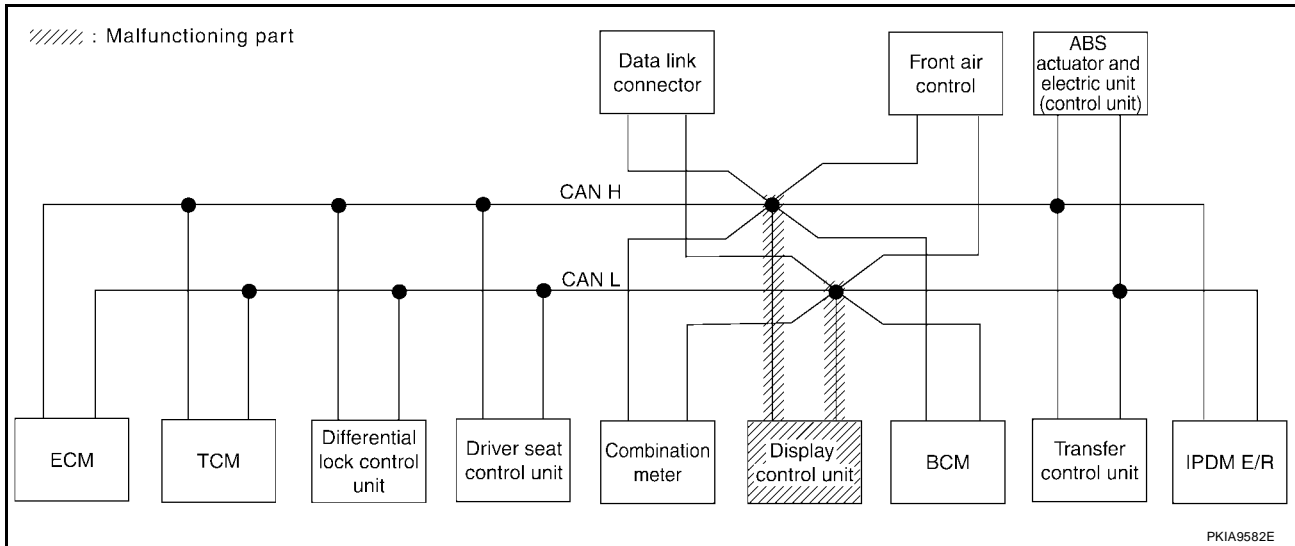 : Malfunctioning part
Data link
connector
Front air
control
ABS
actuator and
electric unit
(control unit)
CAN H
CAN L
ECM
TCM
Differential
lock control
unit
Driver seat
control unit
Combination
meter
Display
control unit
BCM
Transfer
control unit
IPDM E/R
PKIA9582E